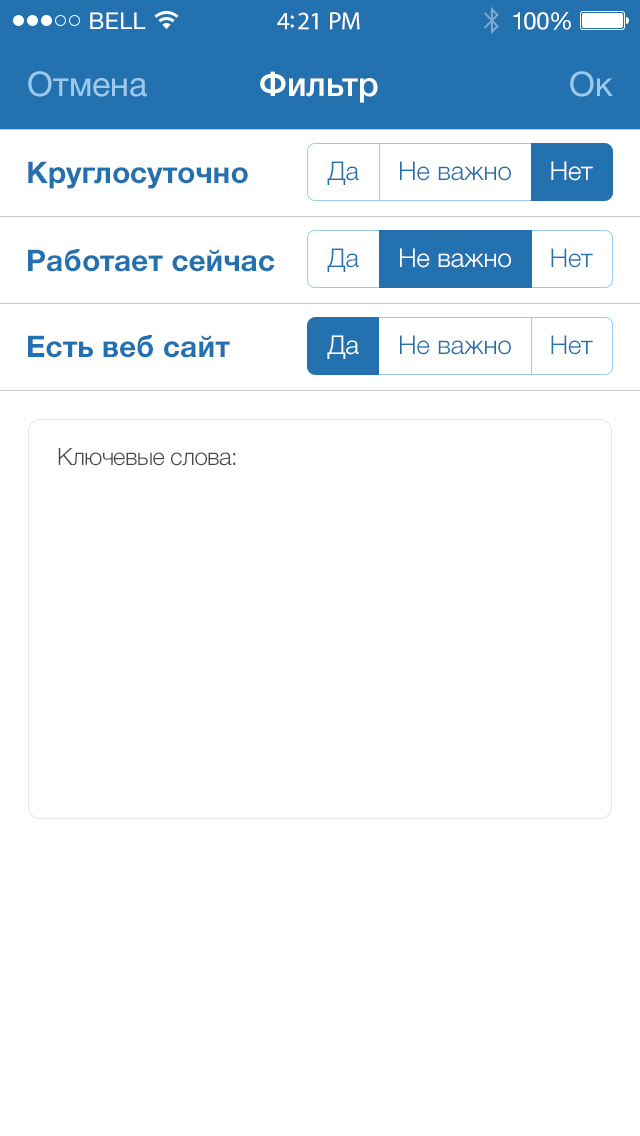 BELL 4:21 PM 100%
Отмена Фильтр Ок
Круглосуточно Да Не важно Нет
Работает сейчас Да Не важно Нет
Есть веб сайт Да Не важно Нет
Ключевые слова: